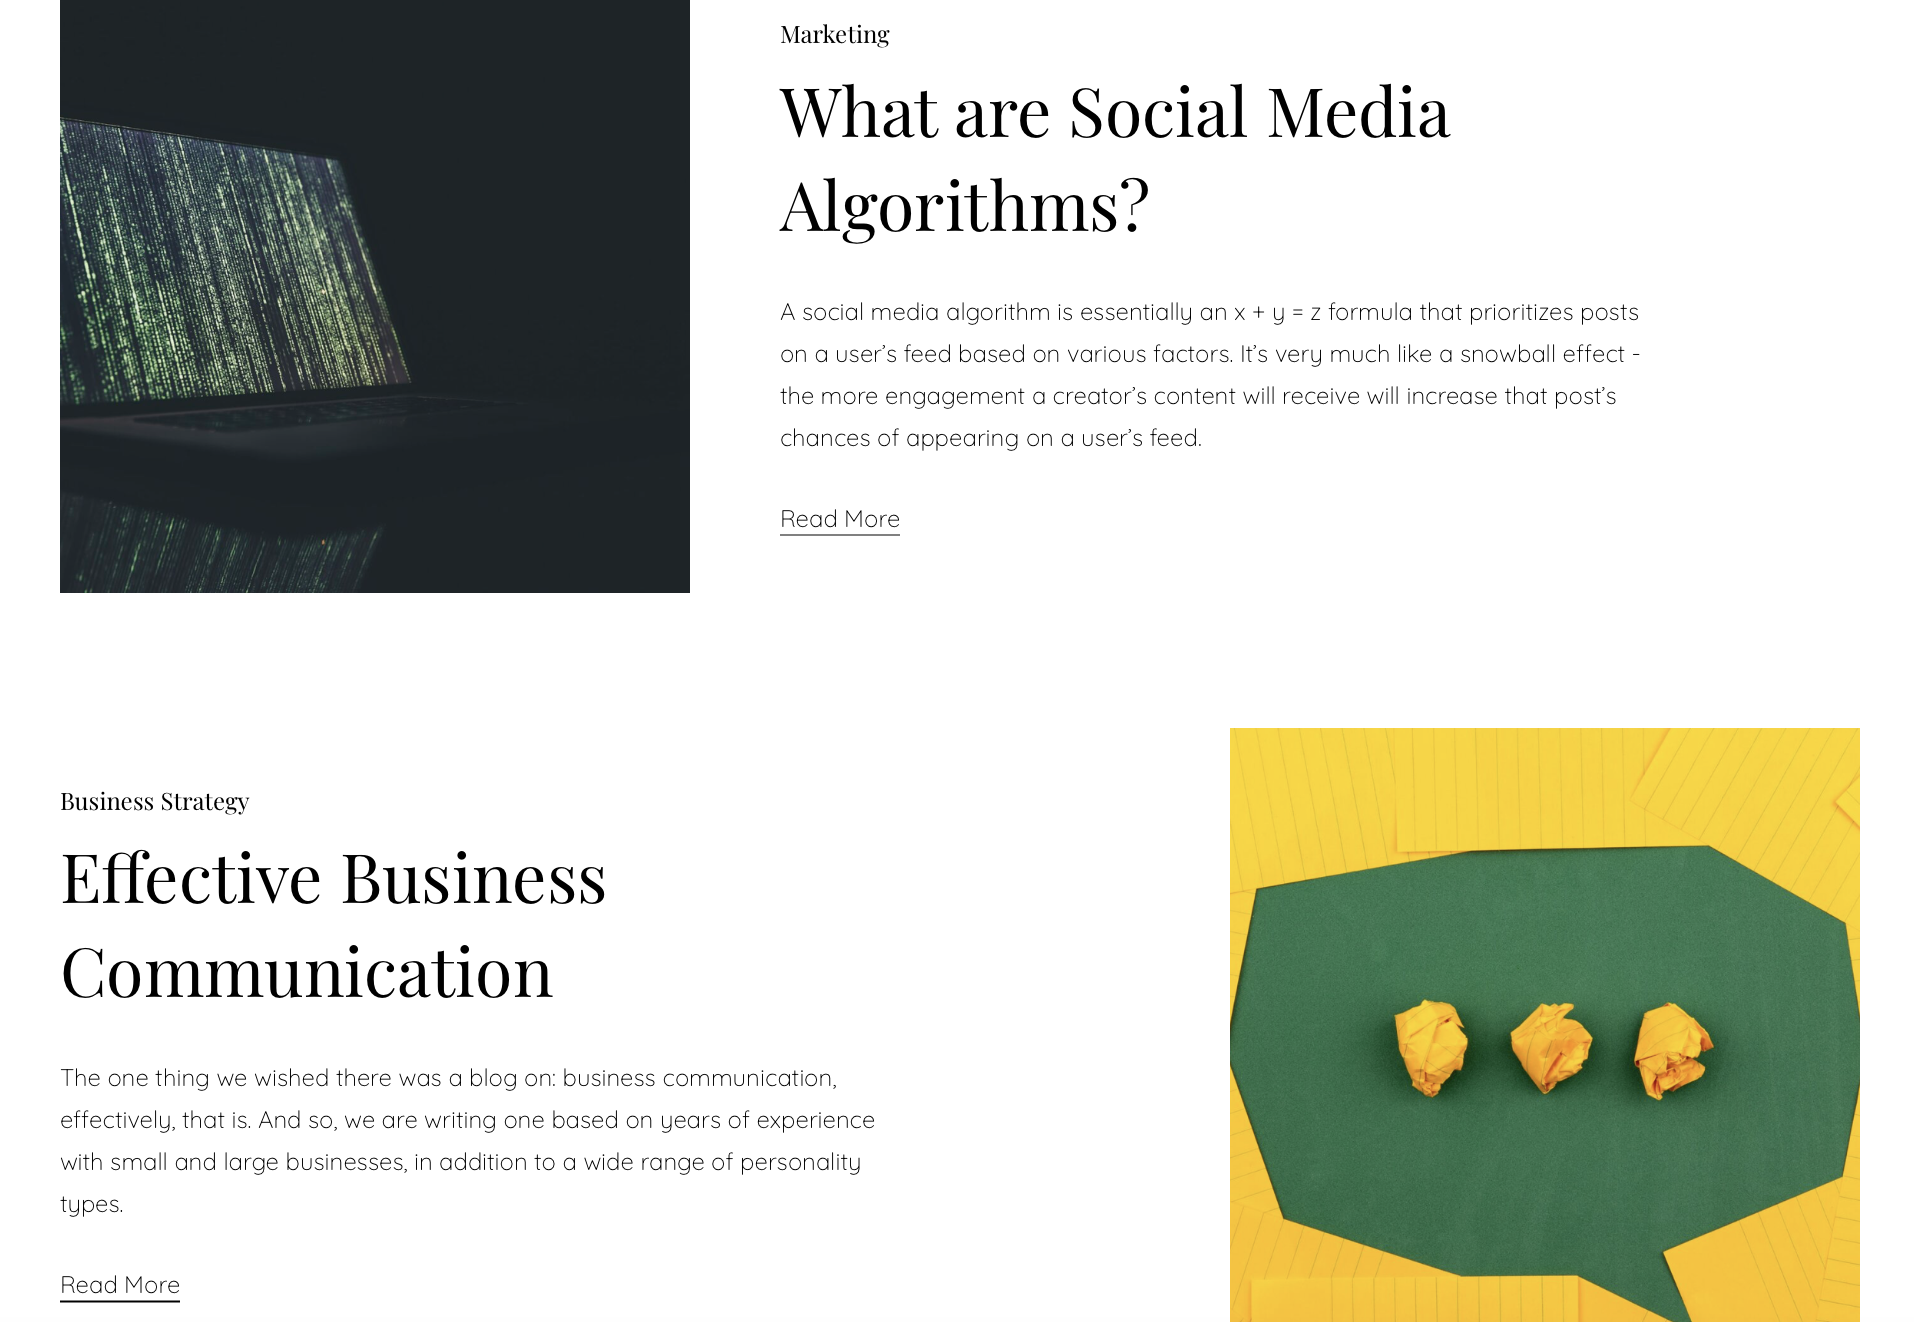 Marketing
What are Social Media
Algorithms?
A social media algorithm is essentially an x + y = z formula that prioritizes posts
on a user’s feed based on various factors. It’s very much like a snowball effect -
the more engagement a creator’s content will receive will increase that post’s
chances of appearing on a user’s feed.
Read More
Business Strategy
Effective Business
Communication
The one thing we wished there was a blog on: business communication,
effectively, that is. And so, we are writing one based on years of experience
with small and large businesses, in addition to a wide range of personality
types.
Read More